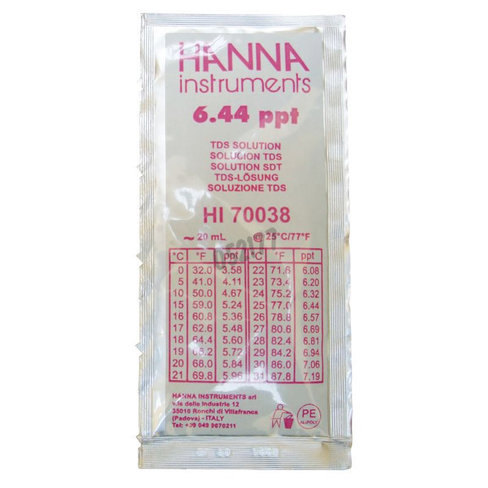 HANNA
instruments
6.44 ppt
TDS SOLUTION
SOLUCION TDS
SOLUTION SDT
TDS-LÖSUNG
SOLUZIONE TDS
HI 70038
~ 20 mL @ 25°C/77°F
052177
°C °F ppt °C °F ppt
0 32.0 3.58 22 71.6 6.08
5 41.0 4.11 23 73.4 6.20
10 50.0 4.67 24 75.2 6.32
15 59.0 5.24 25 77.0 6.44
16 60.8 5.36 26 78.8 6.57
17 62.6 5.48 27 80.6 6.69
18 64.4 5.60 28 82.4 6.81
19 66.2 5.72 29 84.2 6.94
20 68.0 5.84 30 86.0 7.06
21 69.8 5.96 31 87.8 7.19
HANNA INSTRUMENTS srl
v.le delle Industrie 12
35010 Ronchi di Villafranca
(Padova) - ITALY
Tel: +39 049 9070211
PE